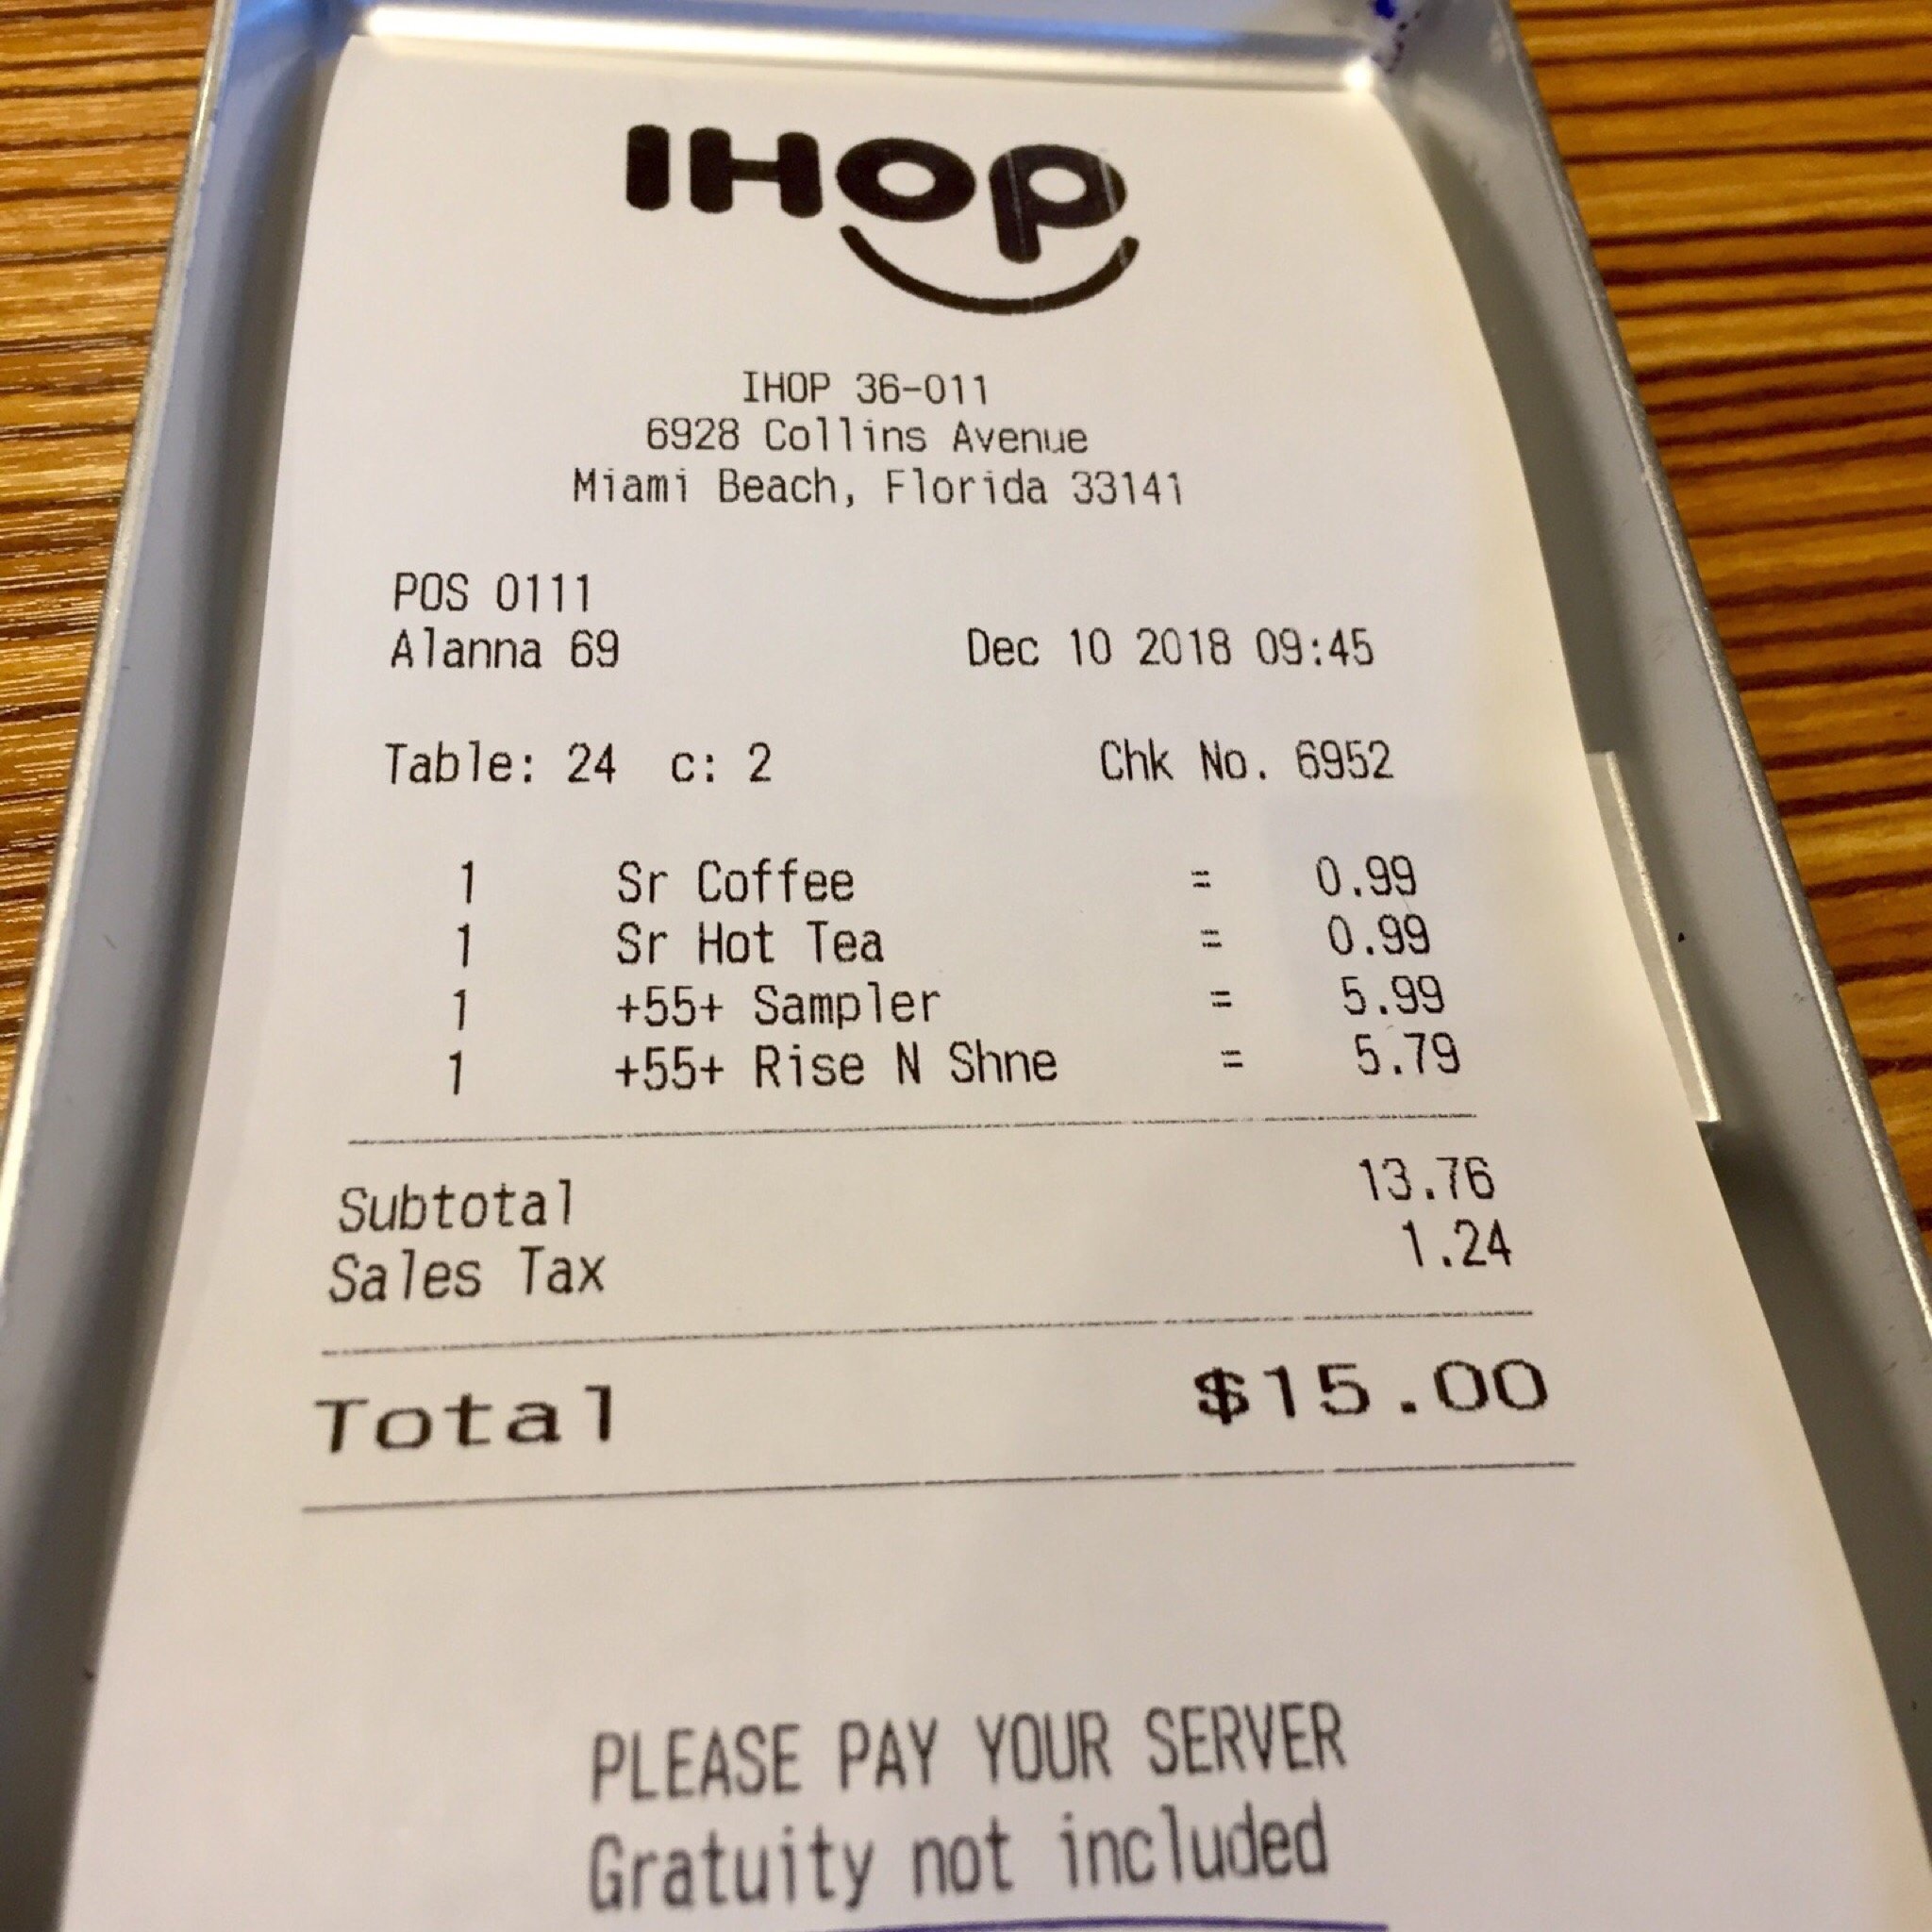 IHOP
IHOP 36-011
6928 Collins Avenue
Miami Beach, Florida 33141
POS 0111
Alanna 69 Dec 10 2018 09:45
Table: 24 c: 2 Chk No. 6952
1 Sr Coffee = 0.99
1 Sr Hot Tea = 0.99
1 +55+ Sampler = 5.99
1 +55+ Rise N Shne = 5.79
Subtotal 13.76
Sales Tax 1.24
Total $15.00
PLEASE PAY YOUR SERVER
Gratuity not included